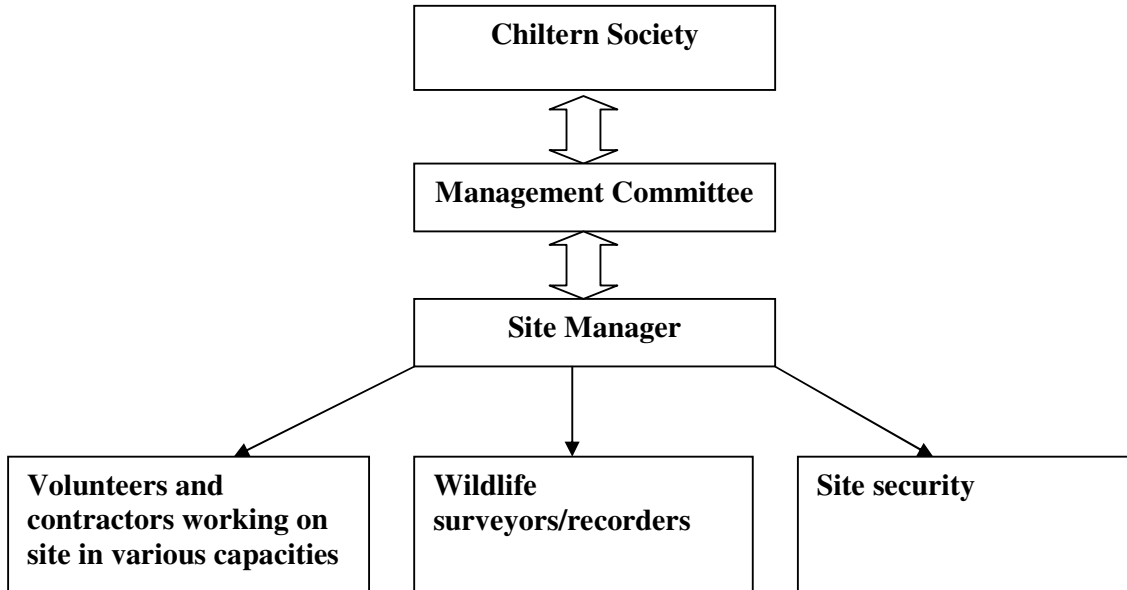 Chiltern Society
Management Committee
Site Manager
Volunteers and
contractors working on
site in various capacities
Wildlife
surveyors/recorders
Site security